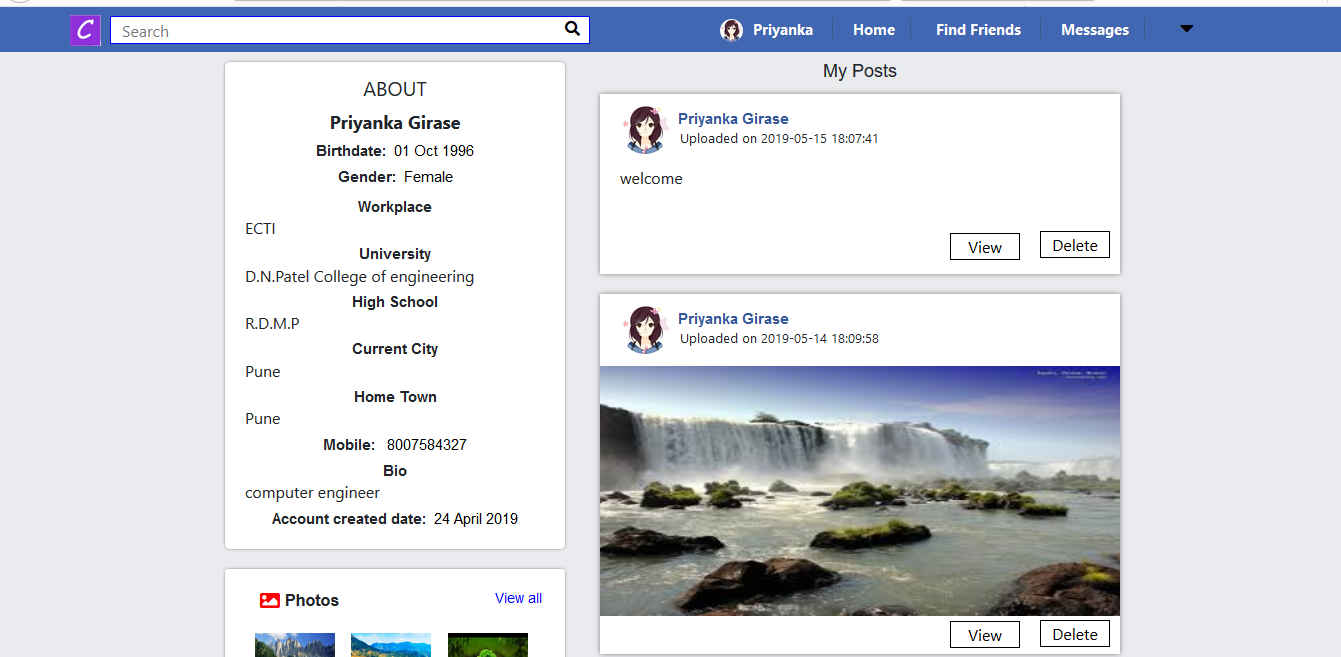 C
Search
Priyanka
Home
Find Friends
Messages
ABOUT
Priyanka Girase
Birthdate: 01 Oct 1996
Gender: Female
Workplace
ECTI
University
D.N.Patel College of engineering
High School
R.D.M.P
Current City
Pune
Home Town
Pune
Mobile: 8007584327
Bio
computer engineer
Account created date: 24 April 2019
Photos
View all
My Posts
Priyanka Girase
Uploaded on 2019-05-15 18:07:41
welcome
View
Delete
Priyanka Girase
Uploaded on 2019-05-14 18:09:58
View
Delete